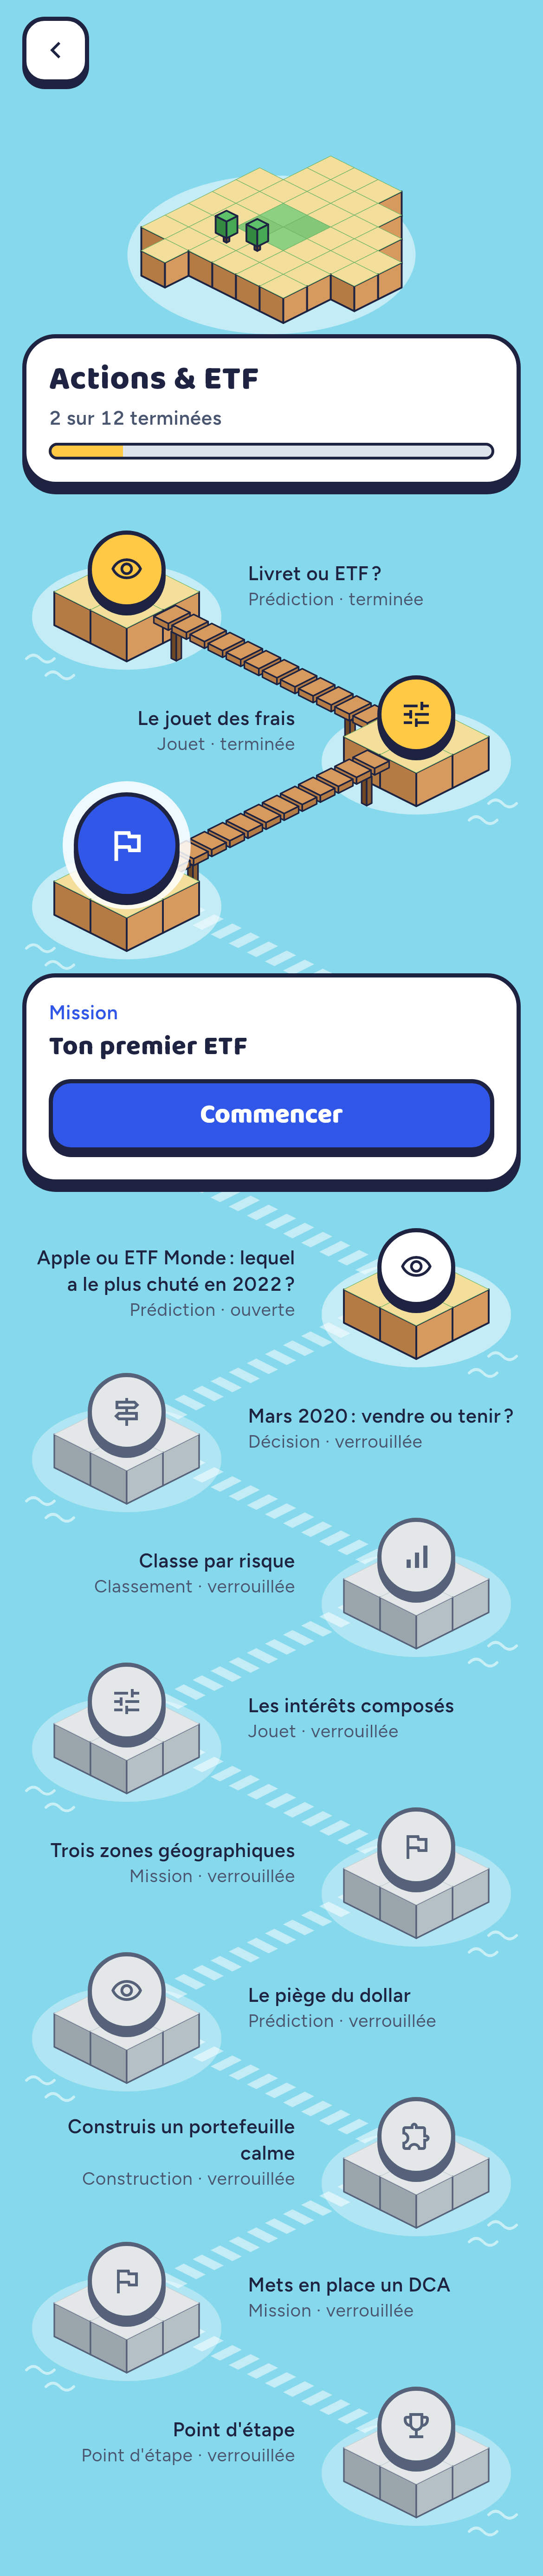 Actions & ETF
2 sur 12 terminées
Livret ou ETF ?
Prédiction · terminée
Le jouet des frais
Jouet · terminée
Mission
Ton premier ETF
Commencer
Apple ou ETF Monde : lequel
a le plus chuté en 2022 ?
Prédiction · ouverte
Mars 2020 : vendre ou tenir ?
Décision · verrouillée
Classe par risque
Classement · verrouillée
Les intérêts composés
Jouet · verrouillée
Trois zones géographiques
Mission · verrouillée
Le piège du dollar
Prédiction · verrouillée
Construis un portefeuille
calme
Construction · verrouillée
Mets en place un DCA
Mission · verrouillée
Point d'étape
Point d'étape · verrouillée